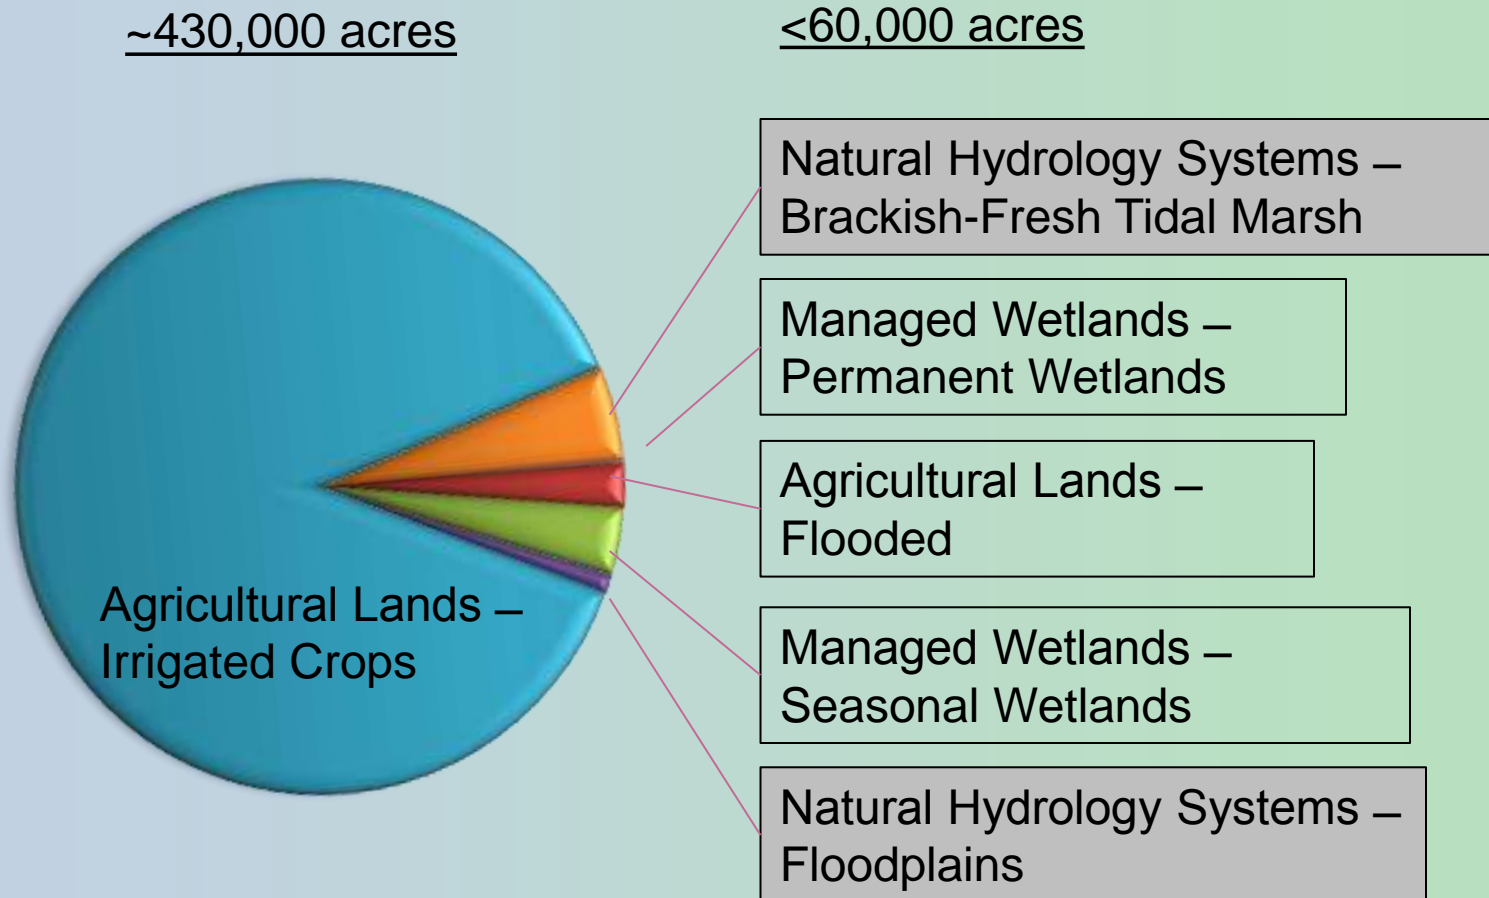 ~430,000 acres
<60,000 acres
Natural Hydrology Systems –
Brackish-Fresh Tidal Marsh
Managed Wetlands –
Permanent Wetlands
Agricultural Lands –
Flooded
Agricultural Lands –
Irrigated Crops
Managed Wetlands –
Seasonal Wetlands
Natural Hydrology Systems –
Floodplains